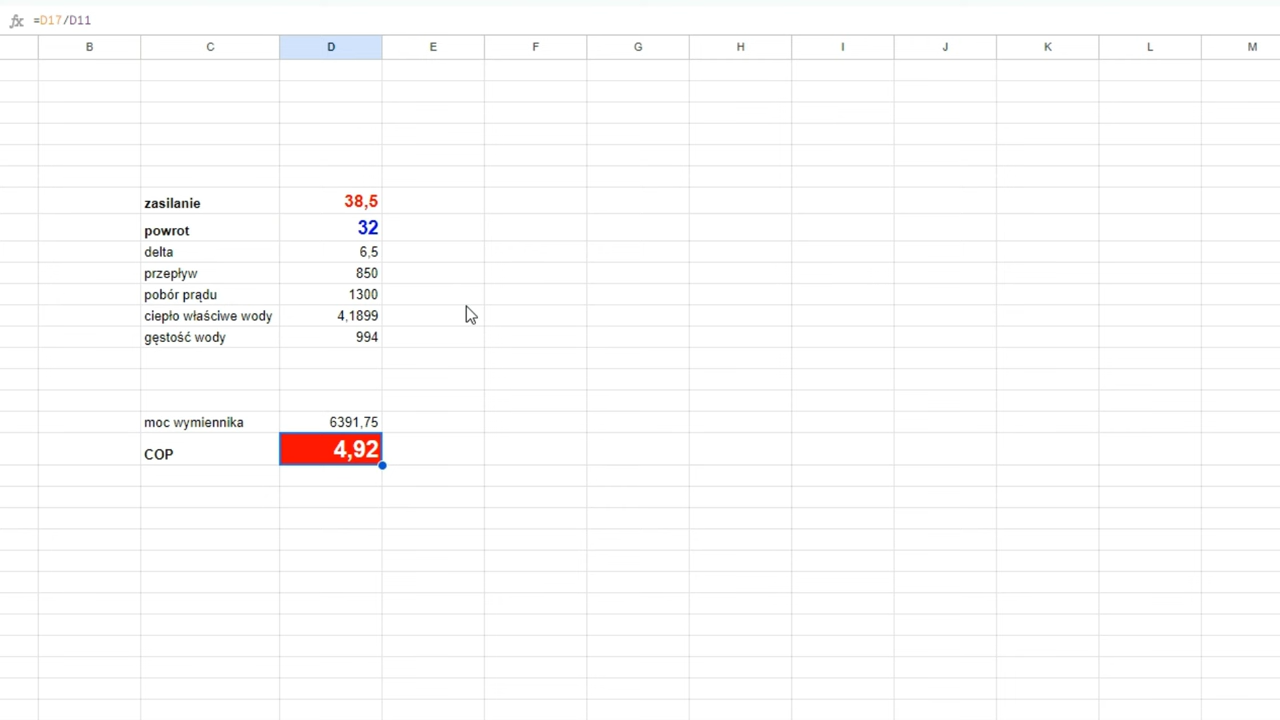 fx =D17/D11
B C D E F G H I J K L M
zasilanie 38,5
powrot 32
delta 6,5
przepływ 850
pobór prądu 1300
ciepło właściwe wody 4,1899
gęstość wody 994
moc wymiennika 6391,75
COP 4,92